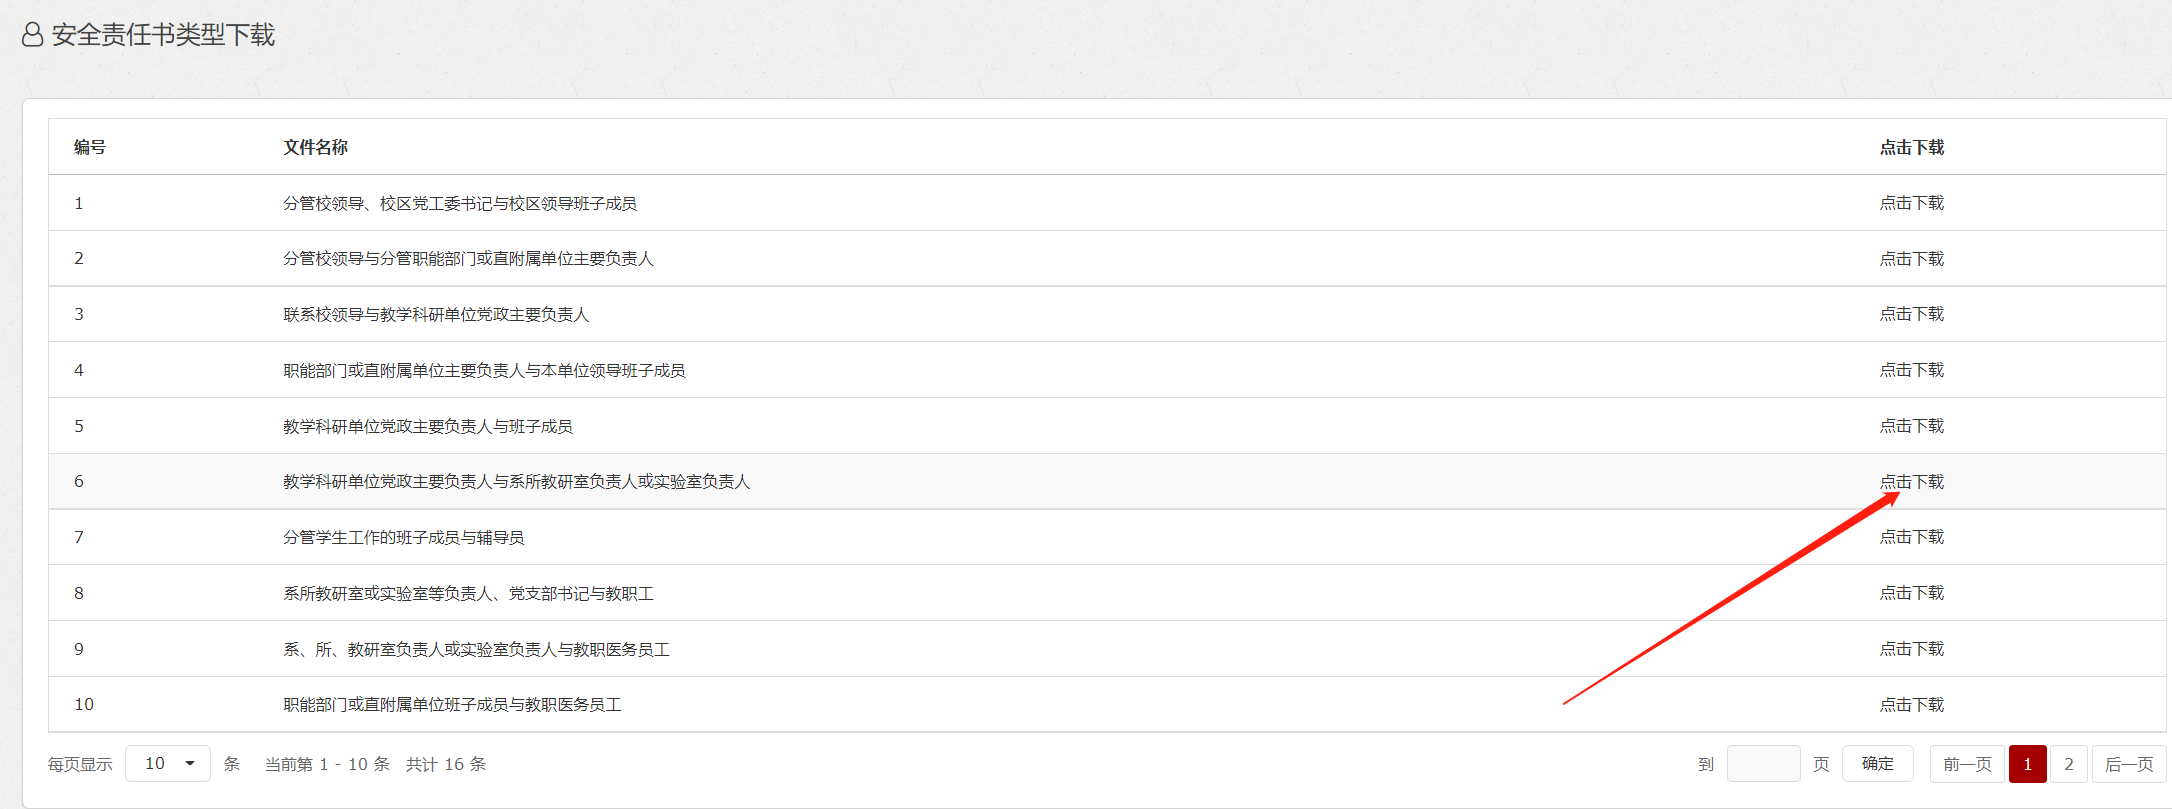 安全责任书类型下载
编号 文件名称 点击下载
1 分管校领导、校区党工委书记与校区领导班子成员 点击下载
2 分管校领导与分管职能部门或直附属单位主要负责人 点击下载
3 联系校领导与教学科研单位党政主要负责人 点击下载
4 职能部门或直附属单位主要负责人与本单位领导班子成员 点击下载
5 教学科研单位党政主要负责人与班子成员 点击下载
6 教学科研单位党政主要负责人与系所教研室负责人或实验室负责人 点击下载
7 分管学生工作的班子成员与辅导员 点击下载
8 系所教研室或实验室等负责人、党支部书记与教职工 点击下载
9 系、所、教研室负责人或实验室负责人与教职医务员工 点击下载
10 职能部门或直附属单位班子成员与教职医务员工 点击下载
每页显示 10 条 当前第 1 - 10 条 共计 16 条 到 页 确定 前一页 1 2 后一页